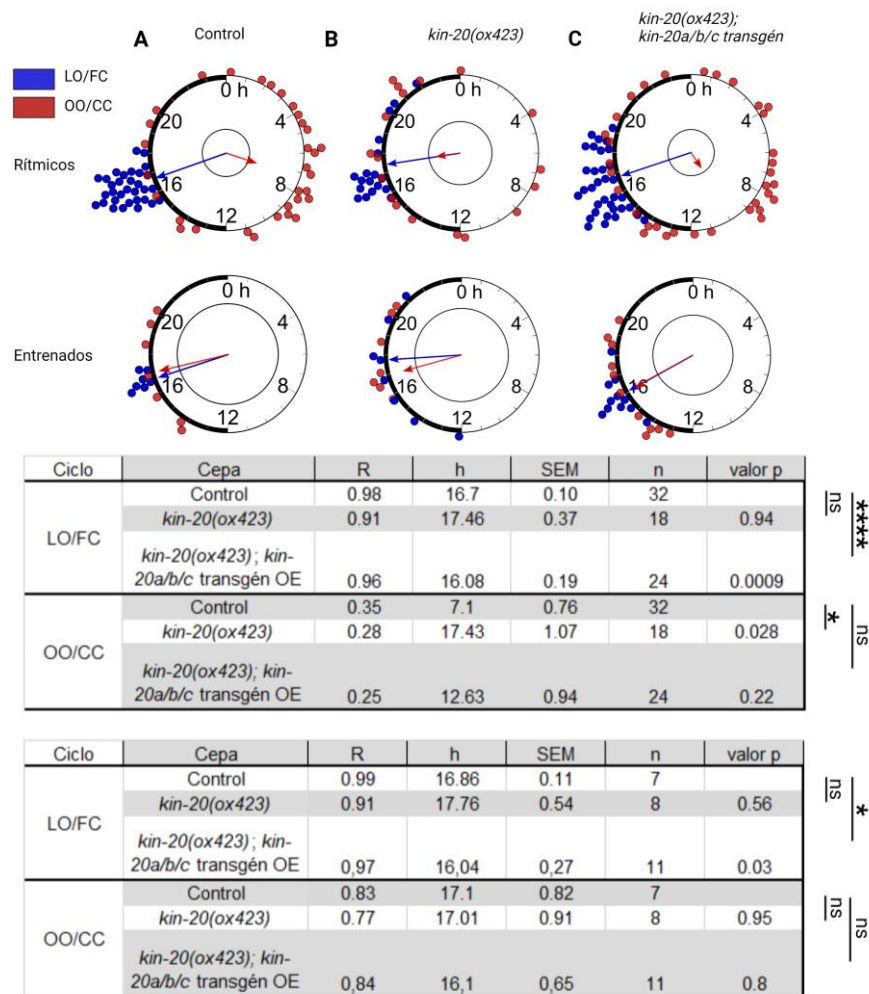 A Control
B kin-20(ox423)
C kin-20(ox423);
kin-20a/b/c transgén
LO/FC
OO/CC
Rítmicos
0 h
4
8
12
16
20
0 h
4
8
12
16
20
0 h
4
8
12
16
20
Entrenados
0 h
4
8
12
16
20
0 h
4
8
12
16
20
0 h
4
8
12
16
20
Ciclo Cepa R h SEM n valor p
LO/FC
Control 0.98 16.7 0.10 32
kin-20(ox423) 0.91 17.46 0.37 18 0.94
kin-20(ox423); kin-
20a/b/c transgén OE 0.96 16.08 0.19 24 0.0009
ns
****
OO/CC
Control 0.35 7.1 0.76 32
kin-20(ox423) 0.28 17.43 1.07 18 0.028
kin-20(ox423); kin-
20a/b/c transgén OE 0.25 12.63 0.94 24 0.22
*
ns
Ciclo Cepa R h SEM n valor p
LO/FC
Control 0.99 16.86 0.11 7
kin-20(ox423) 0.91 17.76 0.54 8 0.56
kin-20(ox423); kin-
20a/b/c transgén OE 0,97 16,04 0,27 11 0.03
ns
*
OO/CC
Control 0.83 17.1 0.82 7
kin-20(ox423) 0.77 17.01 0.91 8 0.95
kin-20(ox423); kin-
20a/b/c transgén OE 0,84 16,1 0,65 11 0.8
ns
ns